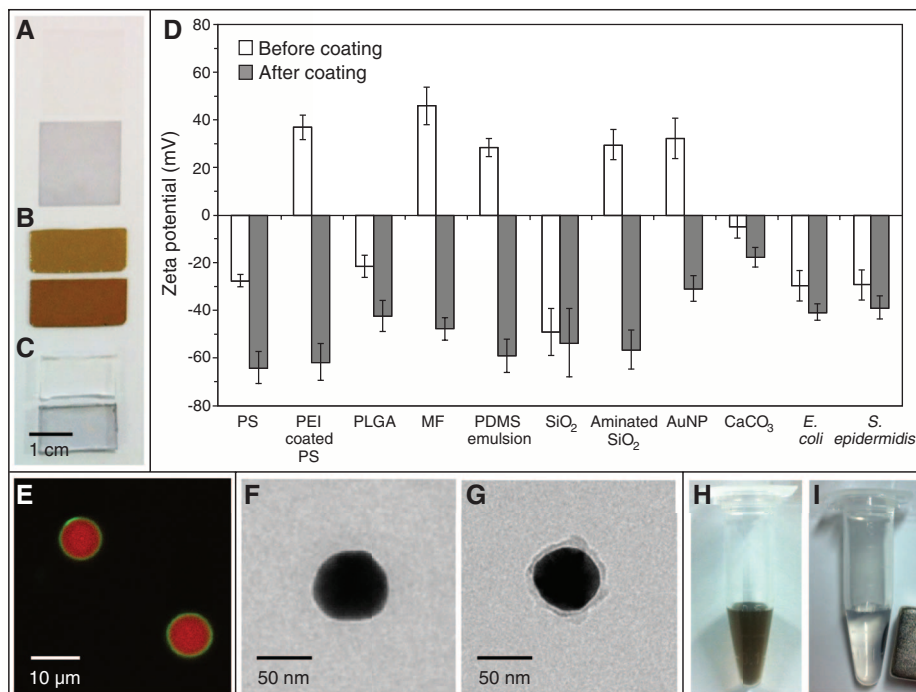 A
B
C
1 cm
D
Before coating
After coating
Zeta potential (mV)
80
60
40
20
0
-20
-40
-60
-80
PS
PEI
coated
PS
PLGA
MF
PDMS
emulsion
SiO₂
Aminated
SiO₂
AuNP
CaCO₃
E.
coli
S.
epidermidis
E
10 µm
F
50 nm
G
50 nm
H
I